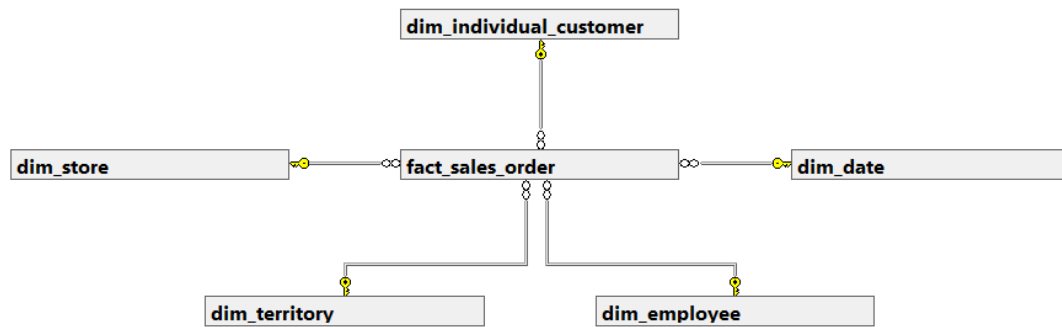 dim_individual_customer
dim_store
fact_sales_order
dim_date
dim_territory
dim_employee